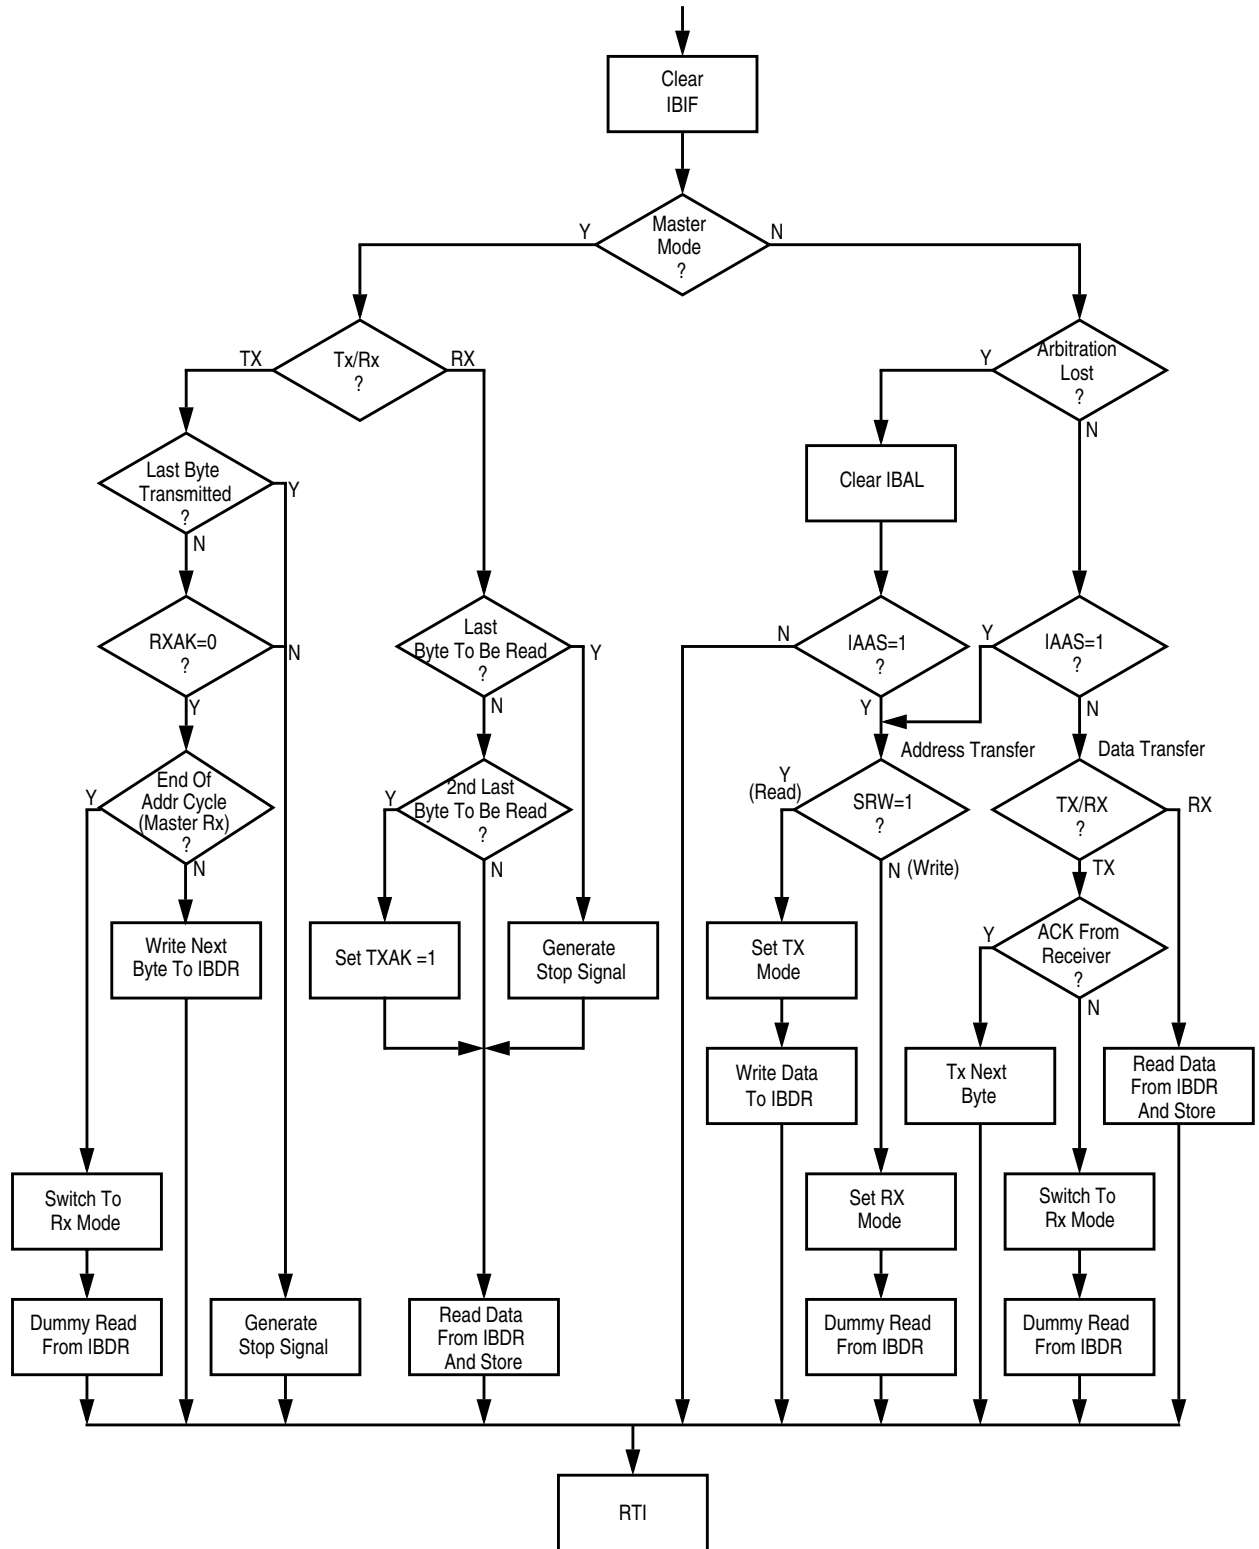 Clear
IBIF
Master
Mode
?
Y
N
Tx/Rx
?
TX
RX
Arbitration
Lost
?
Y
N
Last Byte
Transmitted
?
Y
N
Clear IBAL
RXAK=0
?
N
Y
Last
Byte To Be Read
?
Y
N
IAAS=1
?
N
Y
IAAS=1
?
Y
N
Address Transfer
Data Transfer
End Of
Addr Cycle
(Master Rx)
?
Y
N
2nd Last
Byte To Be Read
?
Y
N
Y
(Read)
SRW=1
?
N (Write)
TX/RX
?
RX
TX
Write Next
Byte To IBDR
Set TXAK =1
Generate
Stop Signal
Set TX
Mode
ACK From
Receiver
?
Y
N
Write Data
To IBDR
Tx Next
Byte
Read Data
From IBDR
And Store
Switch To
Rx Mode
Set RX
Mode
Switch To
Rx Mode
Dummy Read
From IBDR
Generate
Stop Signal
Read Data
From IBDR
And Store
Dummy Read
From IBDR
Dummy Read
From IBDR
RTI